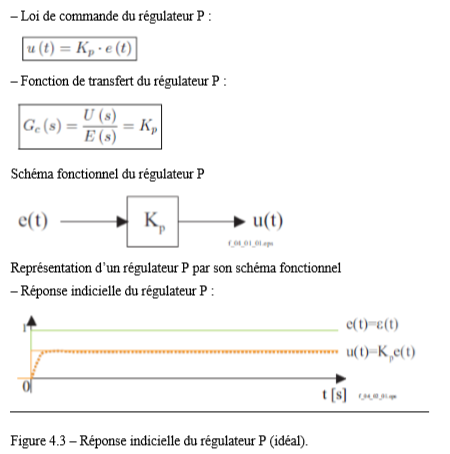 – Loi de commande du régulateur P :
u (t) = Kp · e (t)
– Fonction de transfert du régulateur P :
Gc (s) = U (s) / E (s) = Kp
Schéma fonctionnel du régulateur P
e(t) Kp u(t)
f_04_01_01.eps
Représentation d’un régulateur P par son schéma fonctionnel
– Réponse indicielle du régulateur P :
1
e(t)=ε(t)
u(t)=Kpe(t)
0
t [s]
Figure 4.3 – Réponse indicielle du régulateur P (idéal).